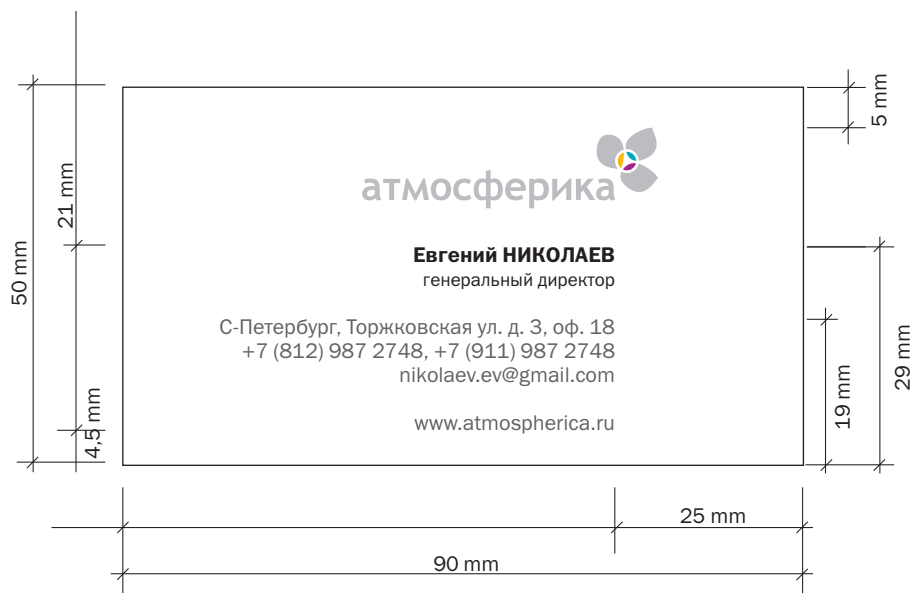 5 mm
21 mm
50 mm
атмосферика
Евгений НИКОЛАЕВ
генеральный директор
С-Петербург, Торжковская ул. д. 3, оф. 18
+7 (812) 987 2748, +7 (911) 987 2748
nikolaev.ev@gmail.com
www.atmospherica.ru
29 mm
19 mm
4,5 mm
25 mm
90 mm